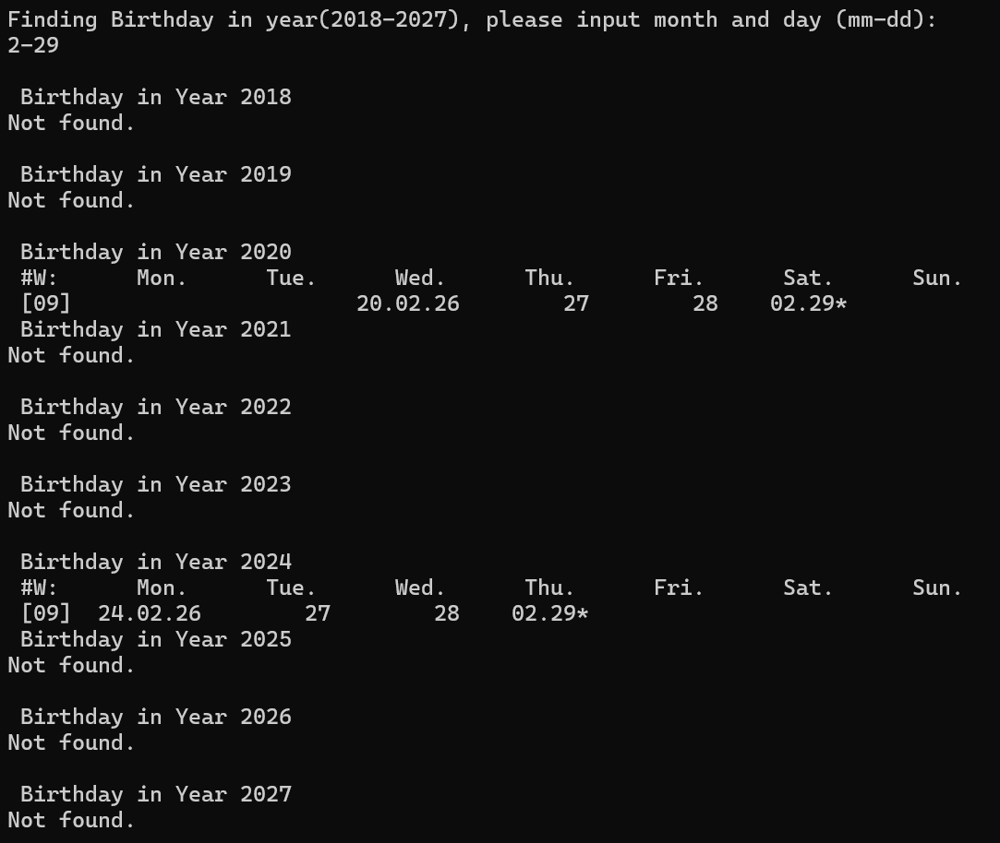 Finding Birthday in year(2018-2027), please input month and day (mm-dd):
2-29
Birthday in Year 2018
Not found.
Birthday in Year 2019
Not found.
Birthday in Year 2020
#W: Mon. Tue. Wed. Thu. Fri. Sat. Sun.
[09] 20.02.26 27 28 02.29*
Birthday in Year 2021
Not found.
Birthday in Year 2022
Not found.
Birthday in Year 2023
Not found.
Birthday in Year 2024
#W: Mon. Tue. Wed. Thu. Fri. Sat. Sun.
[09] 24.02.26 27 28 02.29*
Birthday in Year 2025
Not found.
Birthday in Year 2026
Not found.
Birthday in Year 2027
Not found.